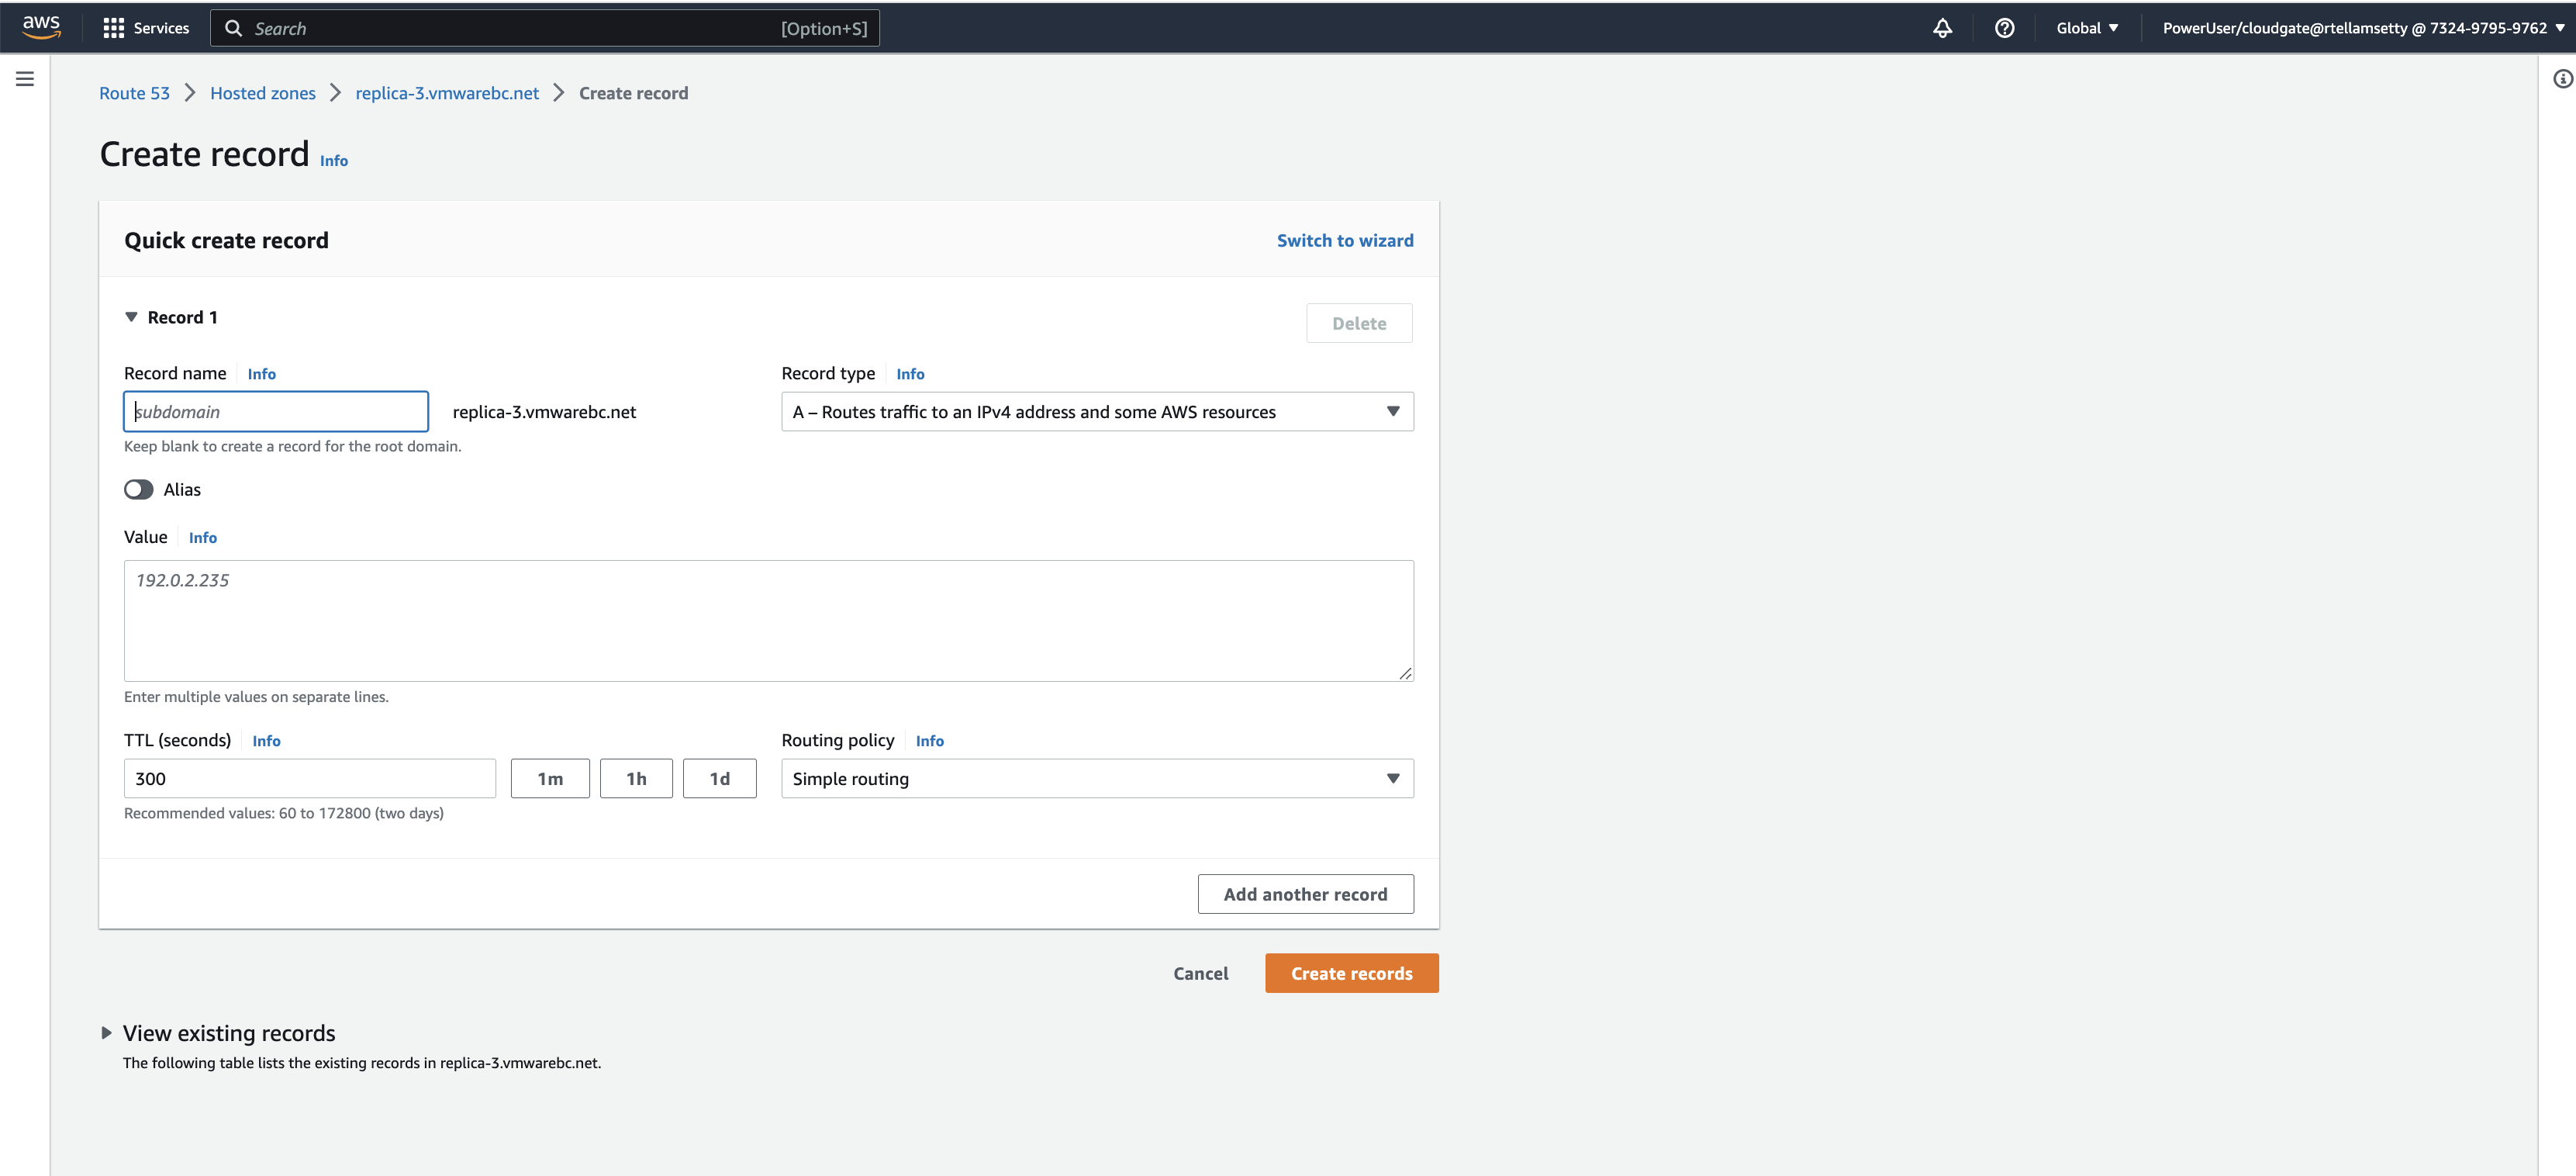 aws Services Search [Option+S] Global PowerUser/cloudgate@rtellamsetty @ 7324-9795-9762
Route 53 Hosted zones replica-3.vmwarebc.net Create record
Create record Info
Quick create record Switch to wizard
Record 1 Delete
Record name Info Record type Info
subdomain replica-3.vmwarebc.net A – Routes traffic to an IPv4 address and some AWS resources
Keep blank to create a record for the root domain.
Alias
Value Info
192.0.2.235
Enter multiple values on separate lines.
TTL (seconds) Info Routing policy Info
300 1m 1h 1d Simple routing
Recommended values: 60 to 172800 (two days)
Add another record
Cancel Create records
View existing records
The following table lists the existing records in replica-3.vmwarebc.net.